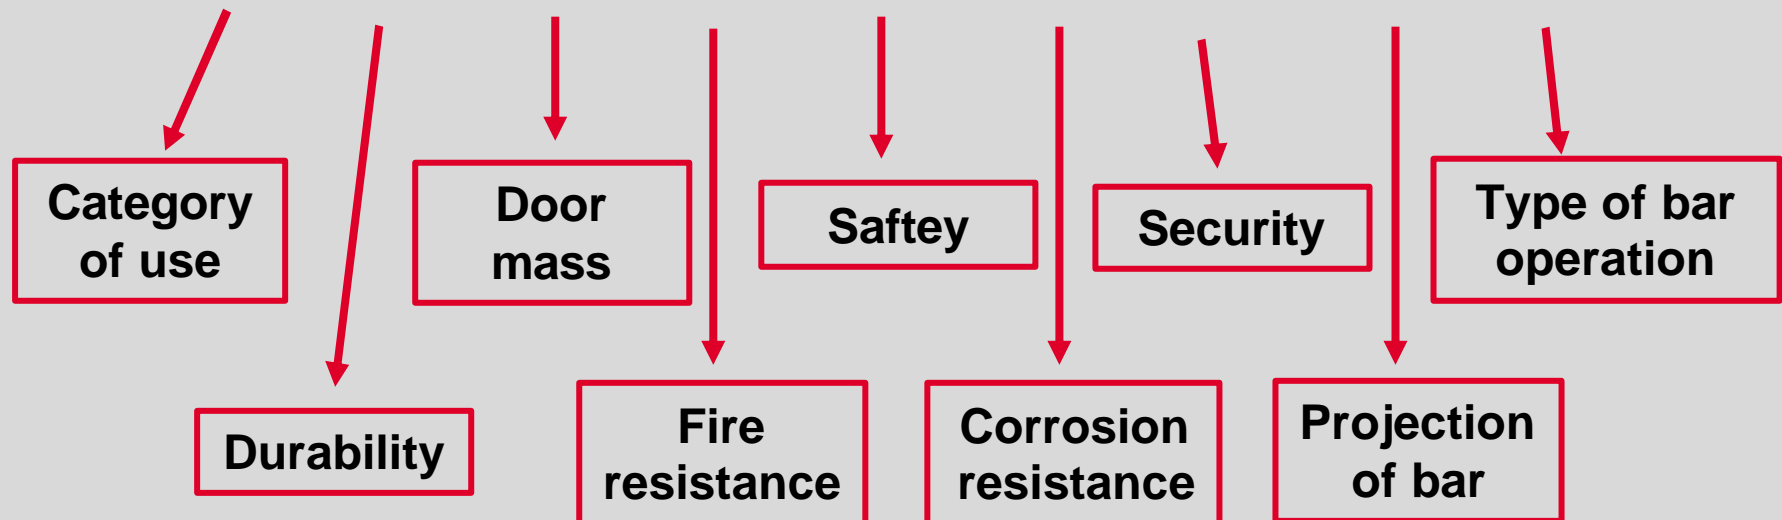 Category
of use
Door
mass
Saftey
Security
Type of bar
operation
Durability
Fire
resistance
Corrosion
resistance
Projection
of bar